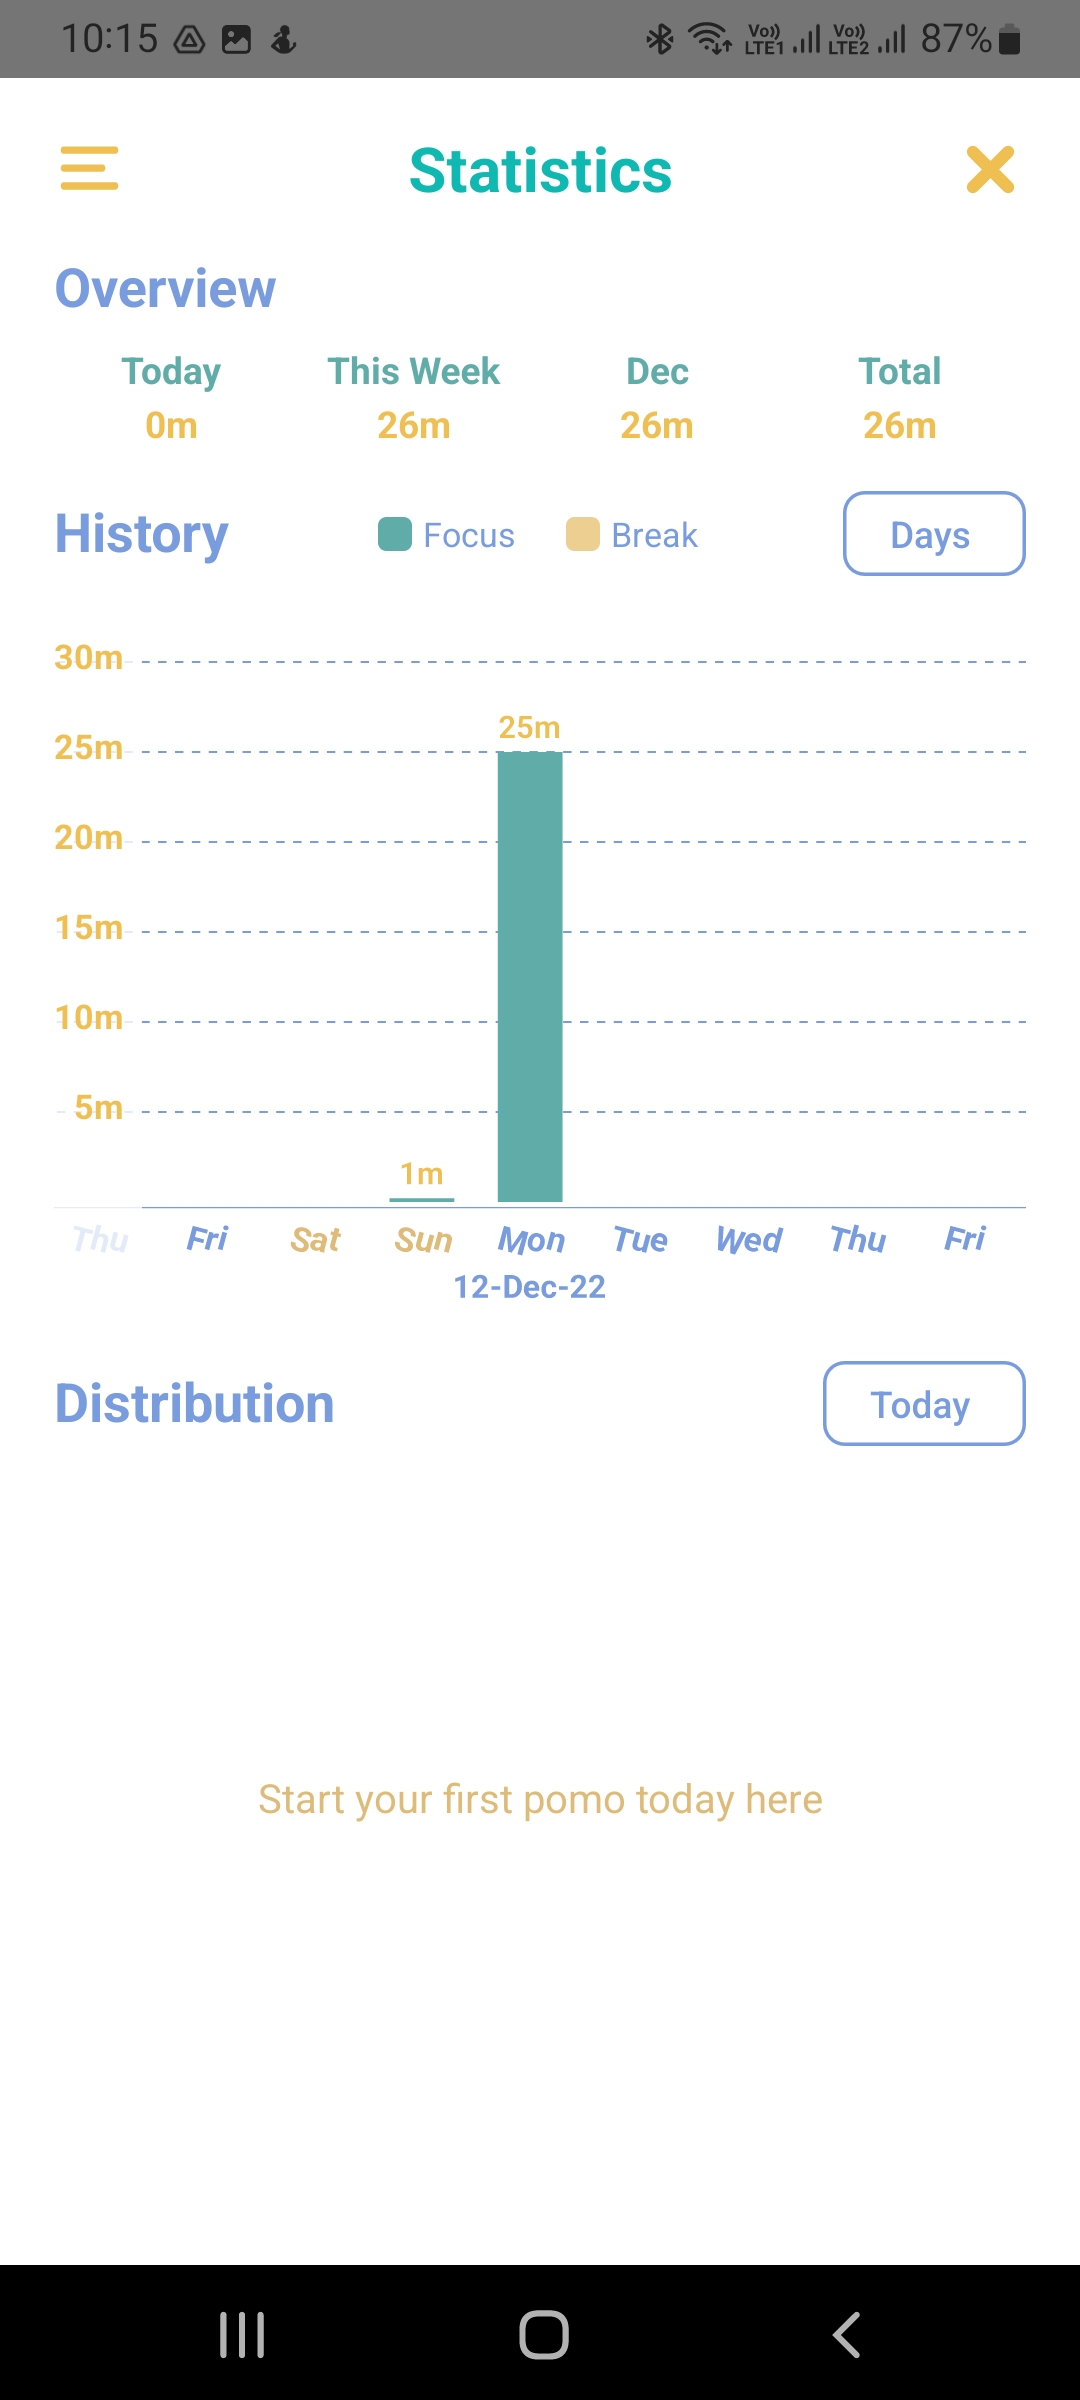 10:15 Vo)) LTE1 Vo)) LTE2 87%
Statistics
Overview
Today This Week Dec Total
0m 26m 26m 26m
History Focus Break Days
30m
25m
25m
20m
15m
10m
5m
1m
Thu Fri Sat Sun Mon Tue Wed Thu Fri
12-Dec-22
Distribution Today
Start your first pomo today here